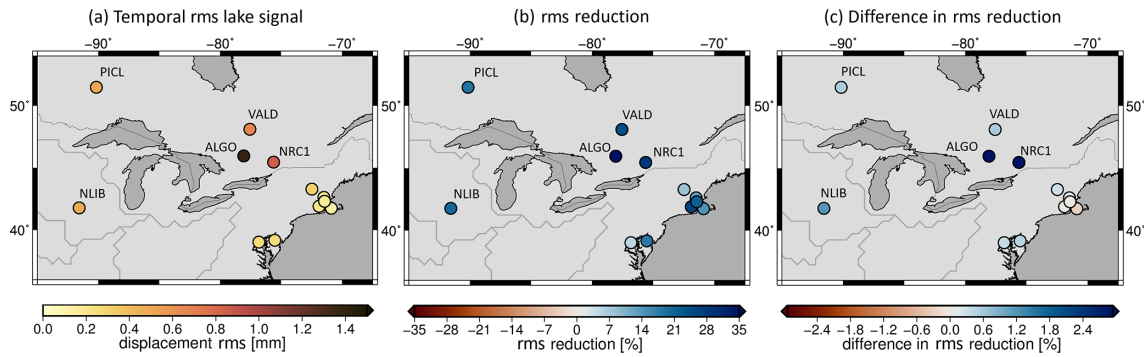 (a) Temporal rms lake signal
−90° −80° −70°
PICL
50°
VALD
ALGO
NRC1
NLIB
40°
0.0 0.2 0.4 0.6 0.8 1.0 1.2 1.4
displacement rms [mm]
(b) rms reduction
−90° −80° −70°
PICL
VALD
ALGO
NRC1
NLIB
−35 −28 −21 −14 −7 0 7 14 21 28 35
rms reduction [%]
(c) Difference in rms reduction
−90° −80° −70°
PICL
50°
VALD
ALGO
NRC1
NLIB
40°
−2.4 −1.8 −1.2 −0.6 0.0 0.6 1.2 1.8 2.4
difference in rms reduction [%]